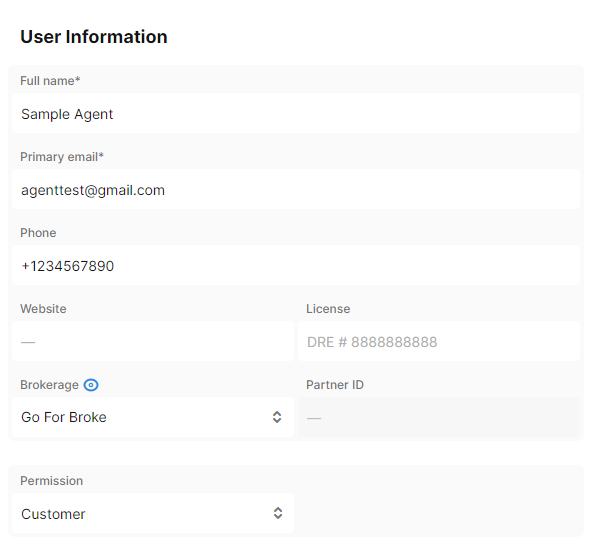 User Information
Full name*
Sample Agent
Primary email*
agenttest@gmail.com
Phone
+1234567890
Website
License
—
DRE # 8888888888
Brokerage
Partner ID
Go For Broke
—
Permission
Customer